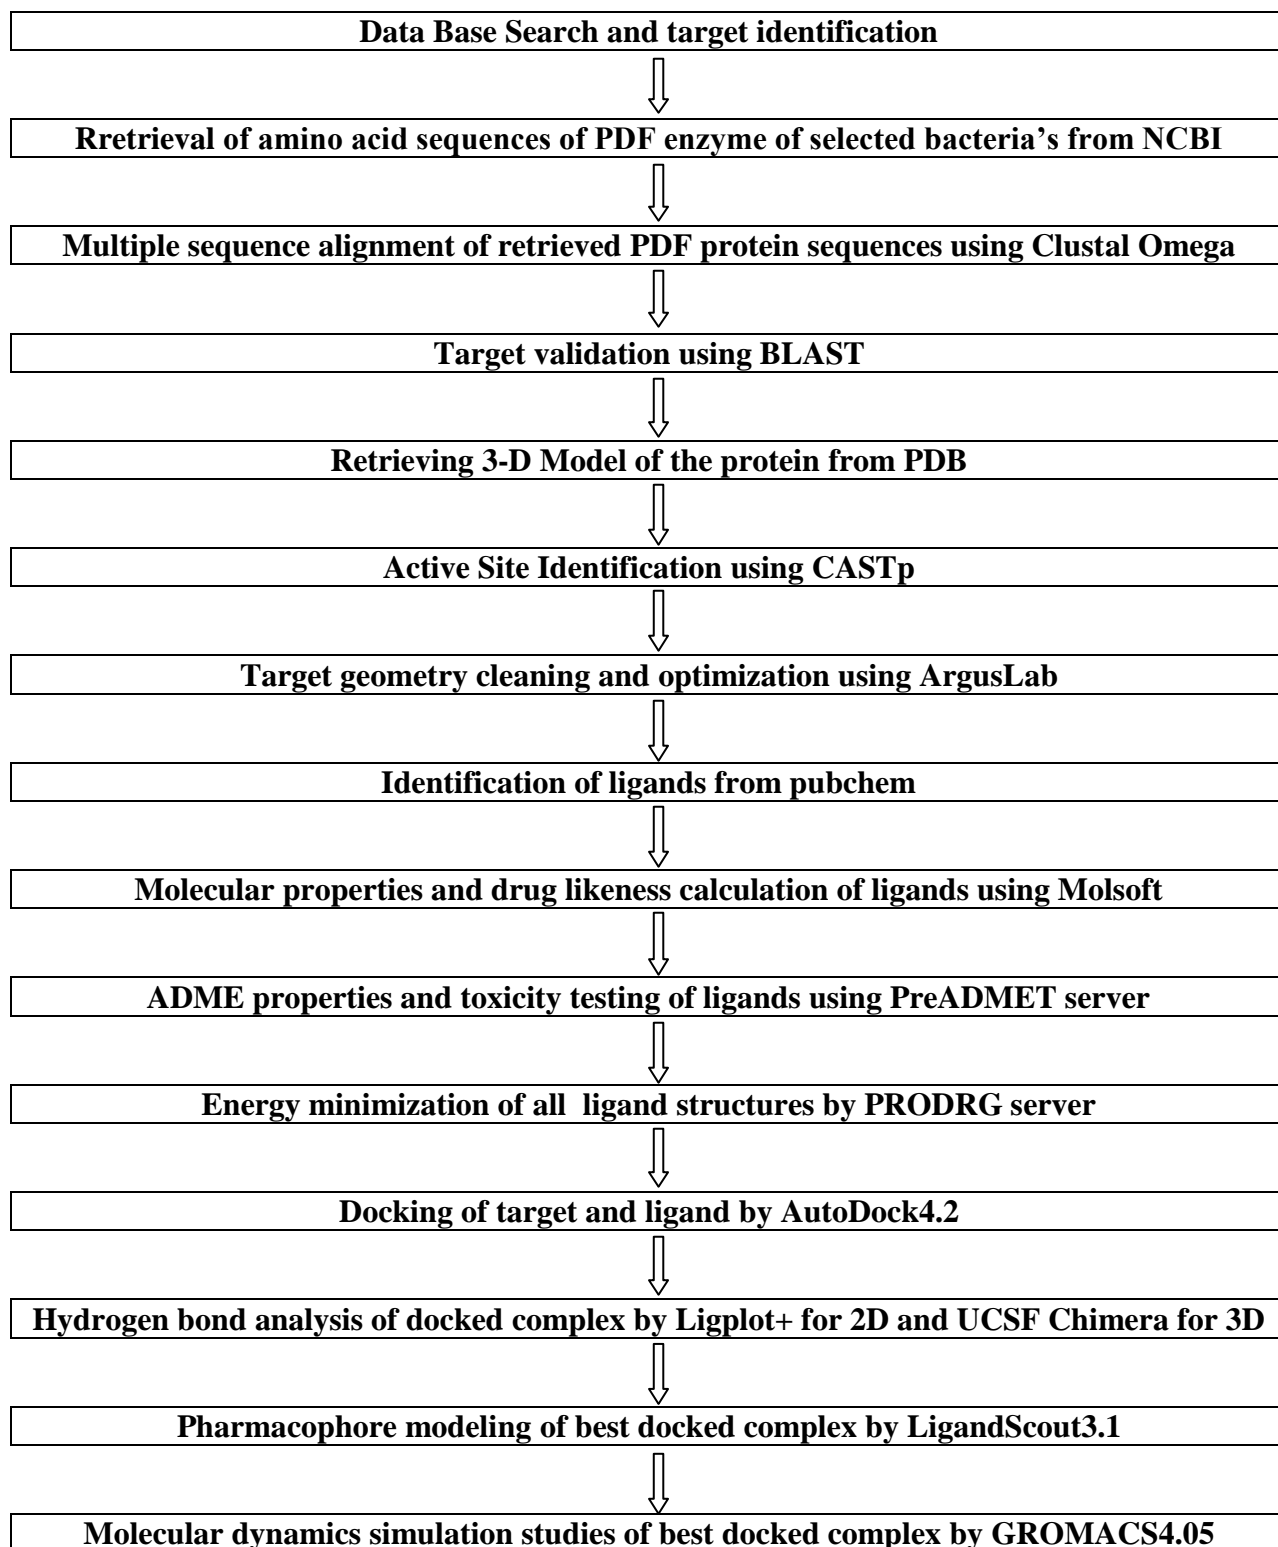 Data Base Search and target identification
Rretrieval of amino acid sequences of PDF enzyme of selected bacteria’s from NCBI
Multiple sequence alignment of retrieved PDF protein sequences using Clustal Omega
Target validation using BLAST
Retrieving 3-D Model of the protein from PDB
Active Site Identification using CASTp
Target geometry cleaning and optimization using ArgusLab
Identification of ligands from pubchem
Molecular properties and drug likeness calculation of ligands using Molsoft
ADME properties and toxicity testing of ligands using PreADMET server
Energy minimization of all  ligand structures by PRODRG server
Docking of target and ligand by AutoDock4.2
Hydrogen bond analysis of docked complex by Ligplot+ for 2D and UCSF Chimera for 3D
Pharmacophore modeling of best docked complex by LigandScout3.1
Molecular dynamics simulation studies of best docked complex by GROMACS4.05